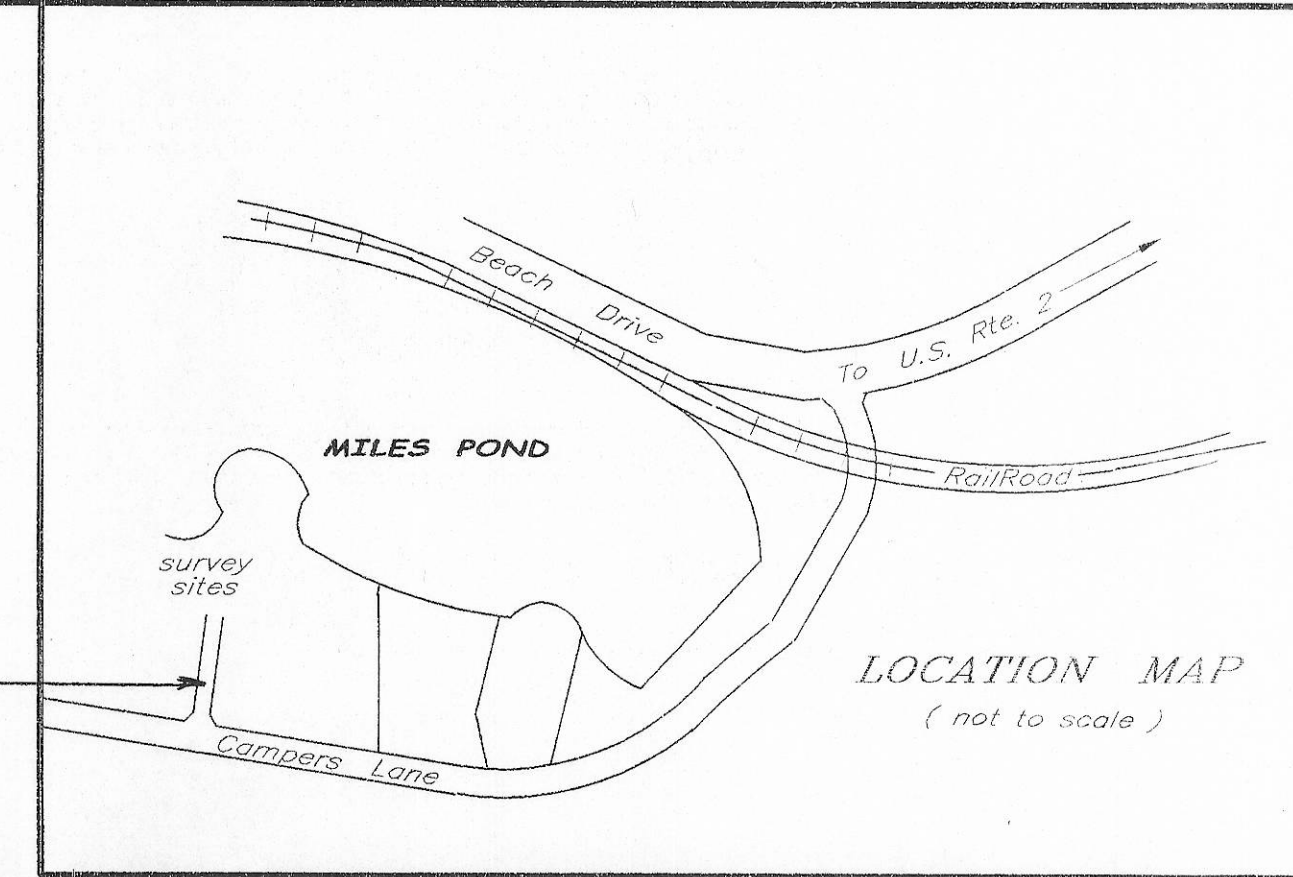 Beach Drive
To U.S. Rte. 2
MILES POND
RailRoad
survey
sites
LOCATION MAP
( not to scale )
Campers Lane